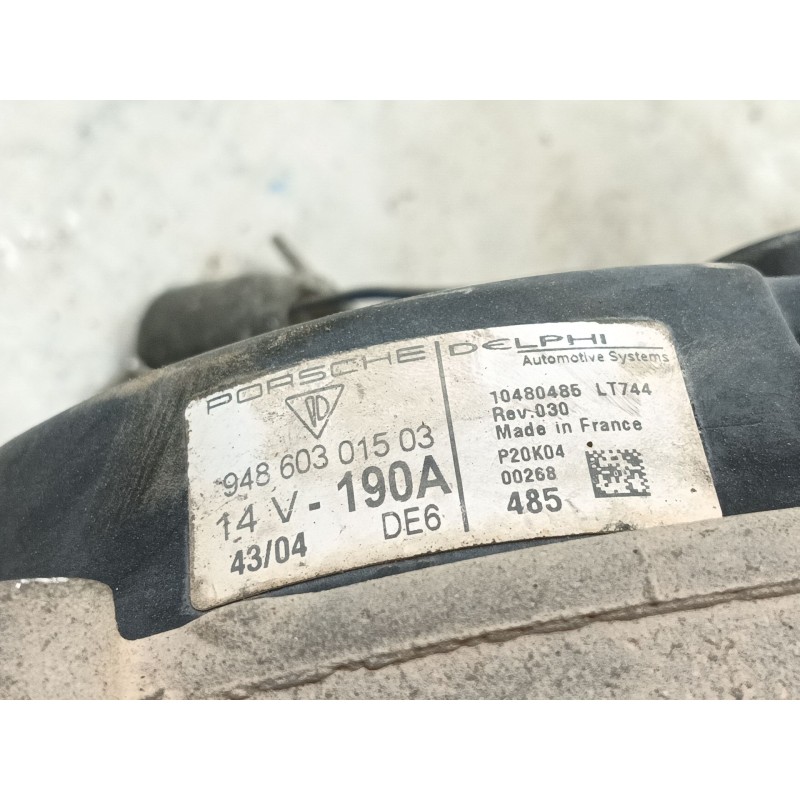 PORSCHE
PD
948 603 015 03
14 V - 190A
43/04 DE6
DELPHI
Automotive Systems
10480485 LT744
Rev:030
Made in France
P20K04
00268
485